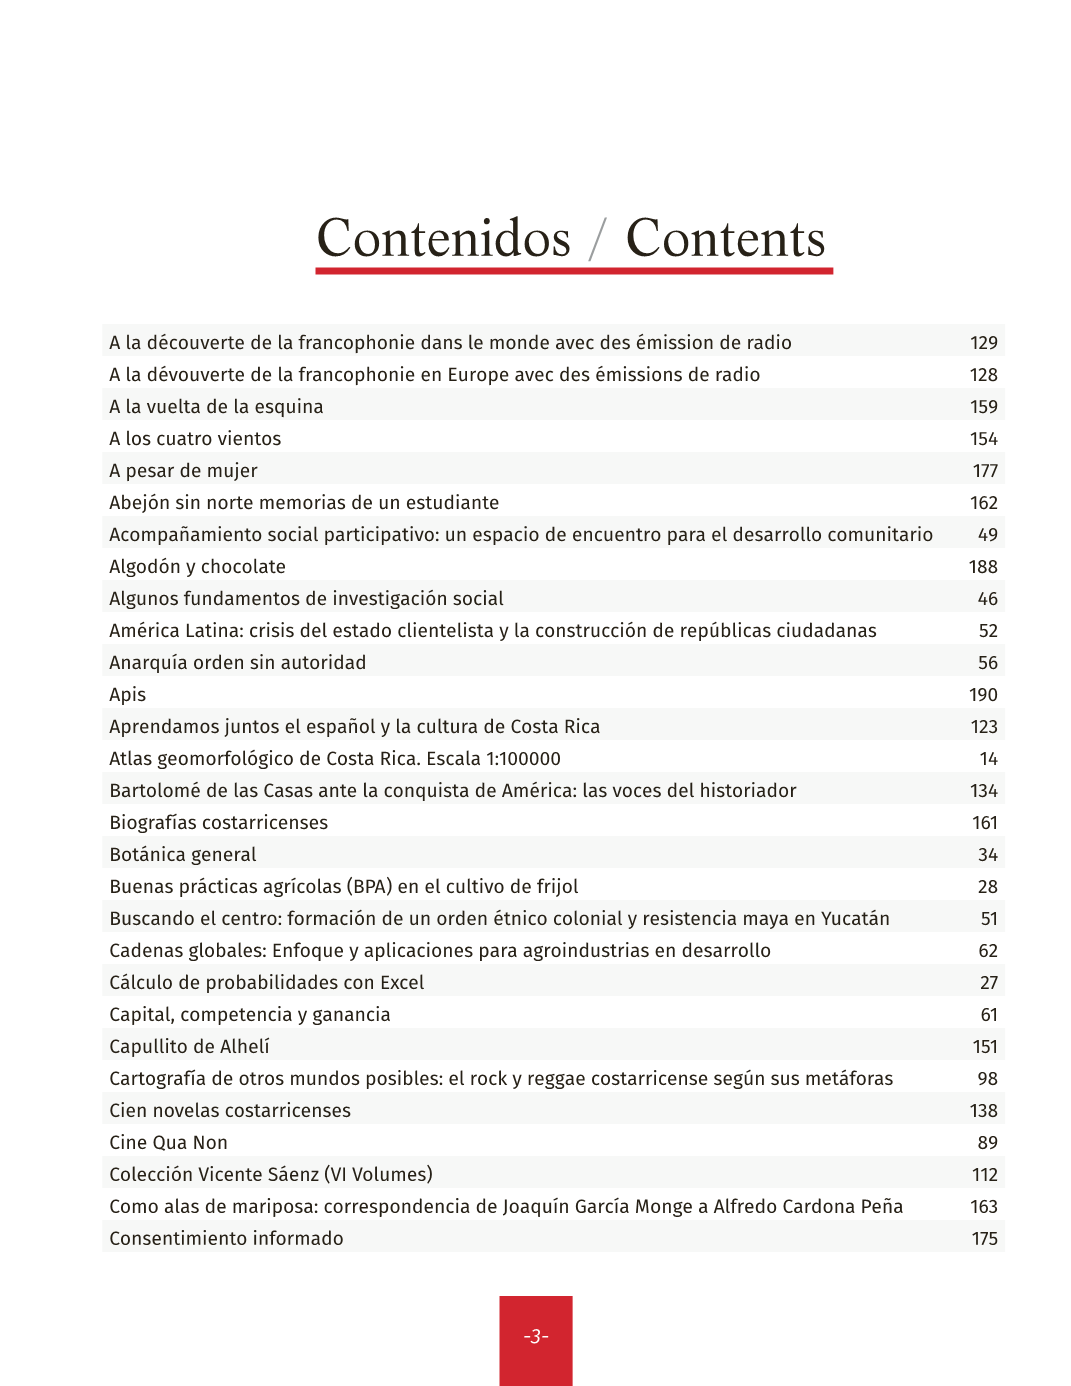 Contenidos / Contents
A la découverte de la francophonie dans le monde avec des émission de radio 129
A la dévouverte de la francophonie en Europe avec des émissions de radio 128
A la vuelta de la esquina 159
A los cuatro vientos 154
A pesar de mujer 177
Abejón sin norte memorias de un estudiante 162
Acompañamiento social participativo: un espacio de encuentro para el desarrollo comunitario 49
Algodón y chocolate 188
Algunos fundamentos de investigación social 46
América Latina: crisis del estado clientelista y la construcción de repúblicas ciudadanas 52
Anarquía orden sin autoridad 56
Apis 190
Aprendamos juntos el español y la cultura de Costa Rica 123
Atlas geomorfológico de Costa Rica. Escala 1:100000 14
Bartolomé de las Casas ante la conquista de América: las voces del historiador 134
Biografías costarricenses 161
Botánica general 34
Buenas prácticas agrícolas (BPA) en el cultivo de frijol 28
Buscando el centro: formación de un orden étnico colonial y resistencia maya en Yucatán 51
Cadenas globales: Enfoque y aplicaciones para agroindustrias en desarrollo 62
Cálculo de probabilidades con Excel 27
Capital, competencia y ganancia 61
Capullito de Alhelí 151
Cartografía de otros mundos posibles: el rock y reggae costarricense según sus metáforas 98
Cien novelas costarricenses 138
Cine Qua Non 89
Colección Vicente Sáenz (VI Volumes) 112
Como alas de mariposa: correspondencia de Joaquín García Monge a Alfredo Cardona Peña 163
Consentimiento informado 175
-3-